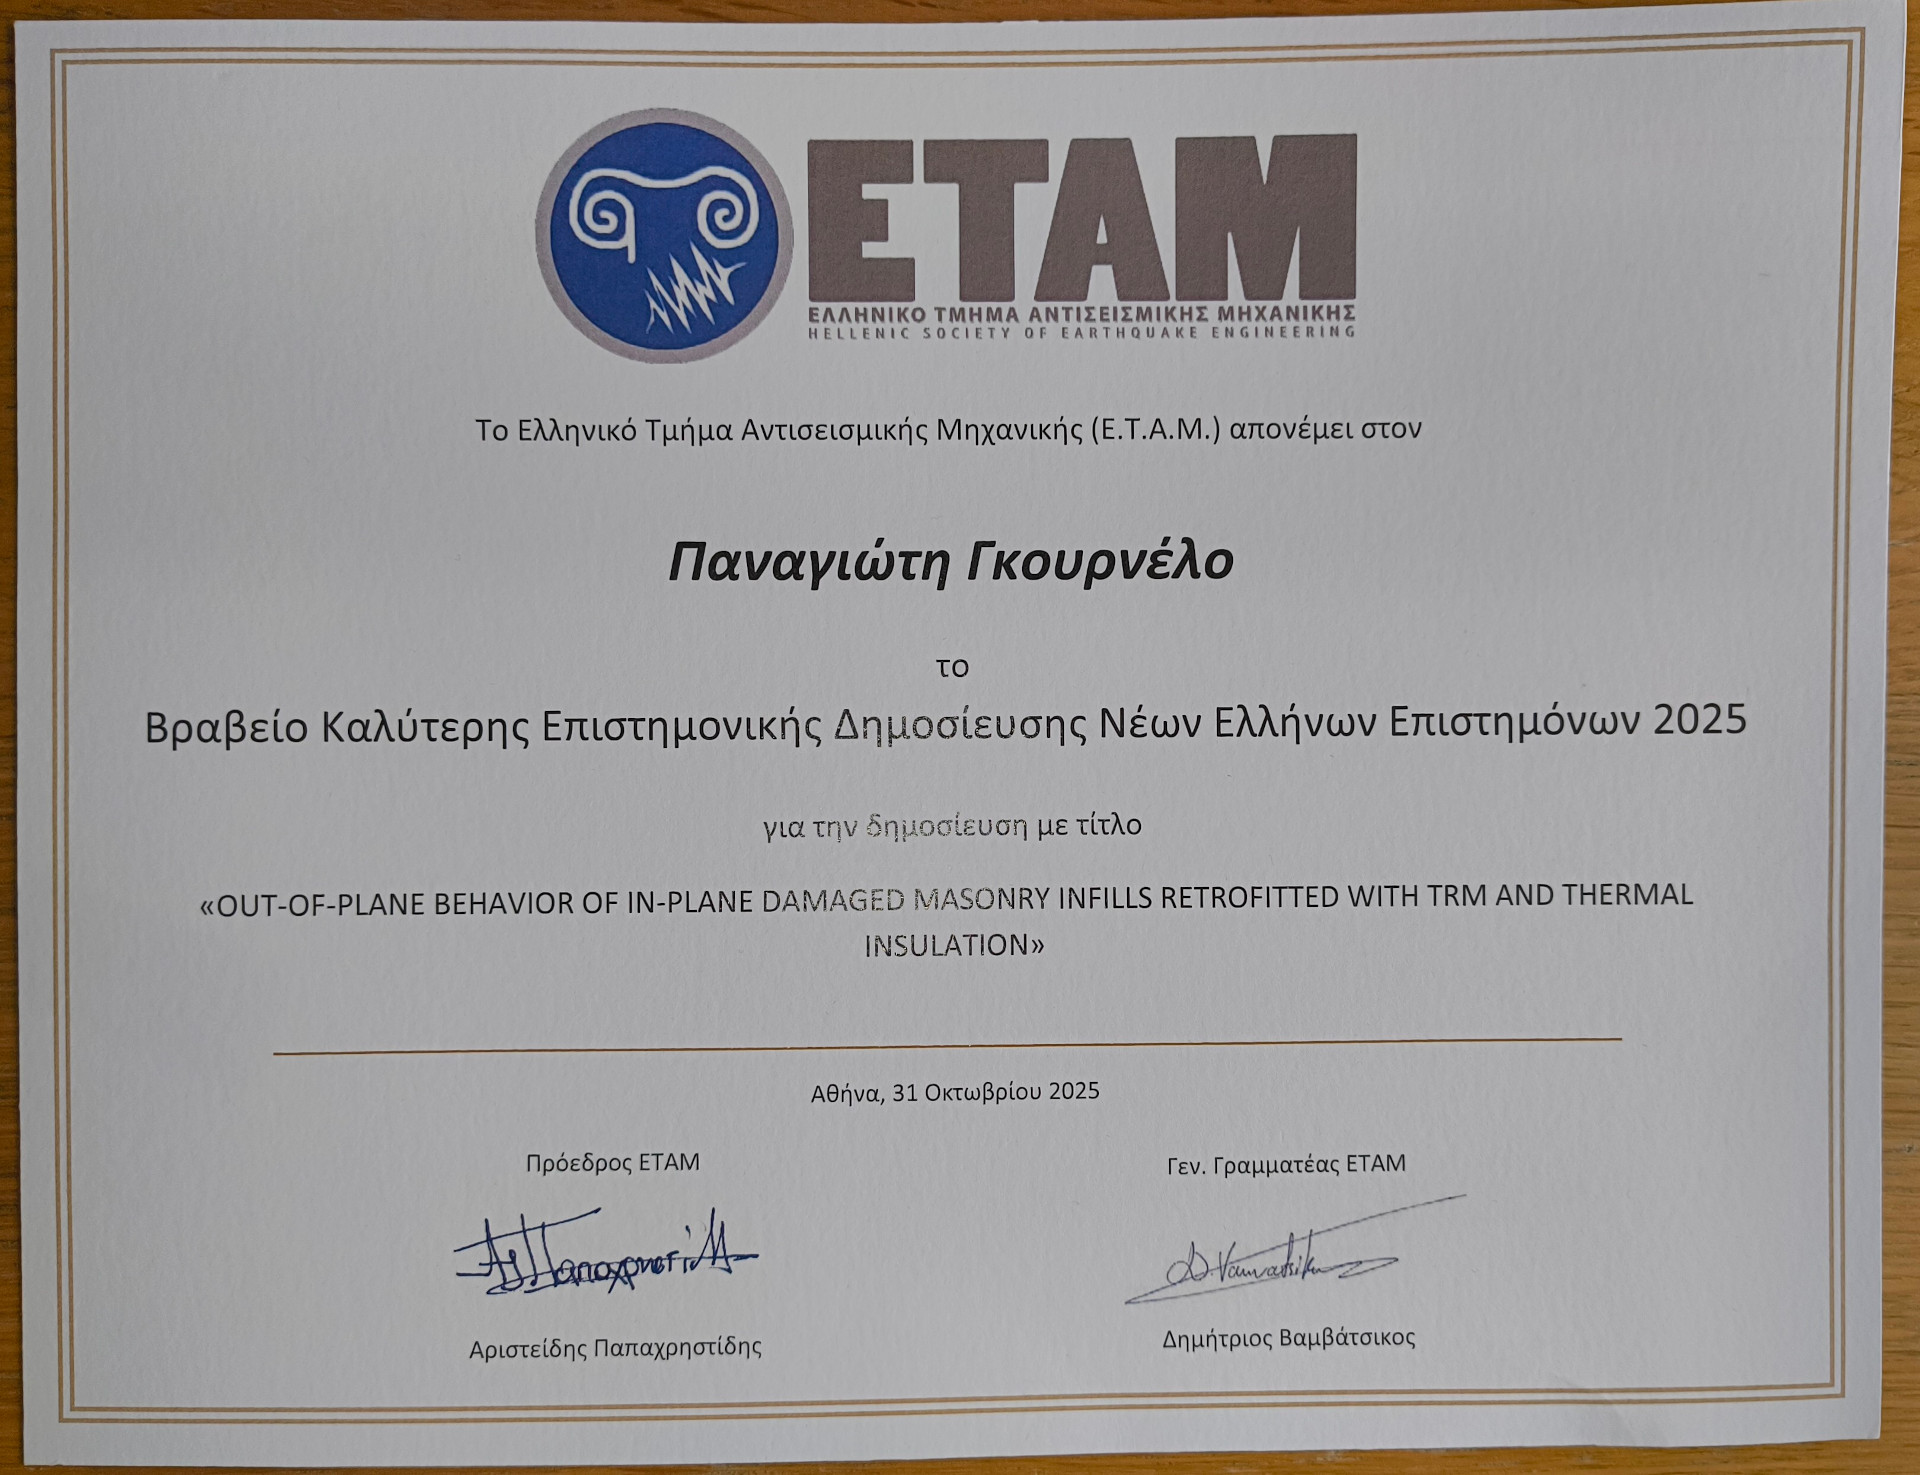 ΕΤΑΜ
ΕΛΛΗΝΙΚΟ ΤΜΗΜΑ ΑΝΤΙΣΕΙΣΜΙΚΗΣ ΜΗΧΑΝΙΚΗΣ
HELLENIC SOCIETY OF EARTHQUAKE ENGINEERING
Το Ελληνικό Τμήμα Αντισεισμικής Μηχανικής (Ε.Τ.Α.Μ.) απονέμει στον
Παναγιώτη Γκουρνέλο
το
Βραβείο Καλύτερης Επιστημονικής Δημοσίευσης Νέων Ελλήνων Επιστημόνων 2025
για την δημοσίευση με τίτλο
«OUT-OF-PLANE BEHAVIOR OF IN-PLANE DAMAGED MASONRY INFILLS RETROFITTED WITH TRM AND THERMAL
INSULATION»
Αθήνα, 31 Οκτωβρίου 2025
Πρόεδρος ΕΤΑΜ
Γεν. Γραμματέας ΕΤΑΜ
D. Vamvatsikos
Αριστείδης Παπαχρηστίδης
Δημήτριος Βαμβάτσικος